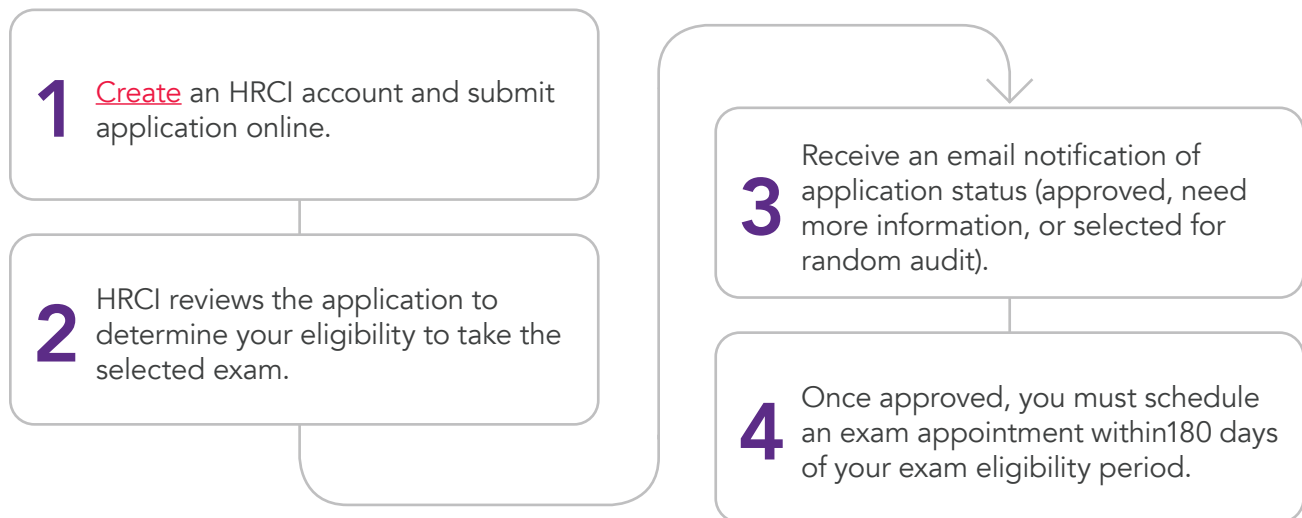 1
Create an HRCI account and submit
application online.
2
HRCI reviews the application to
determine your eligibility to take the
selected exam.
3
Receive an email notification of
application status (approved, need
more information, or selected for
random audit).
4
Once approved, you must schedule
an exam appointment within180 days
of your exam eligibility period.